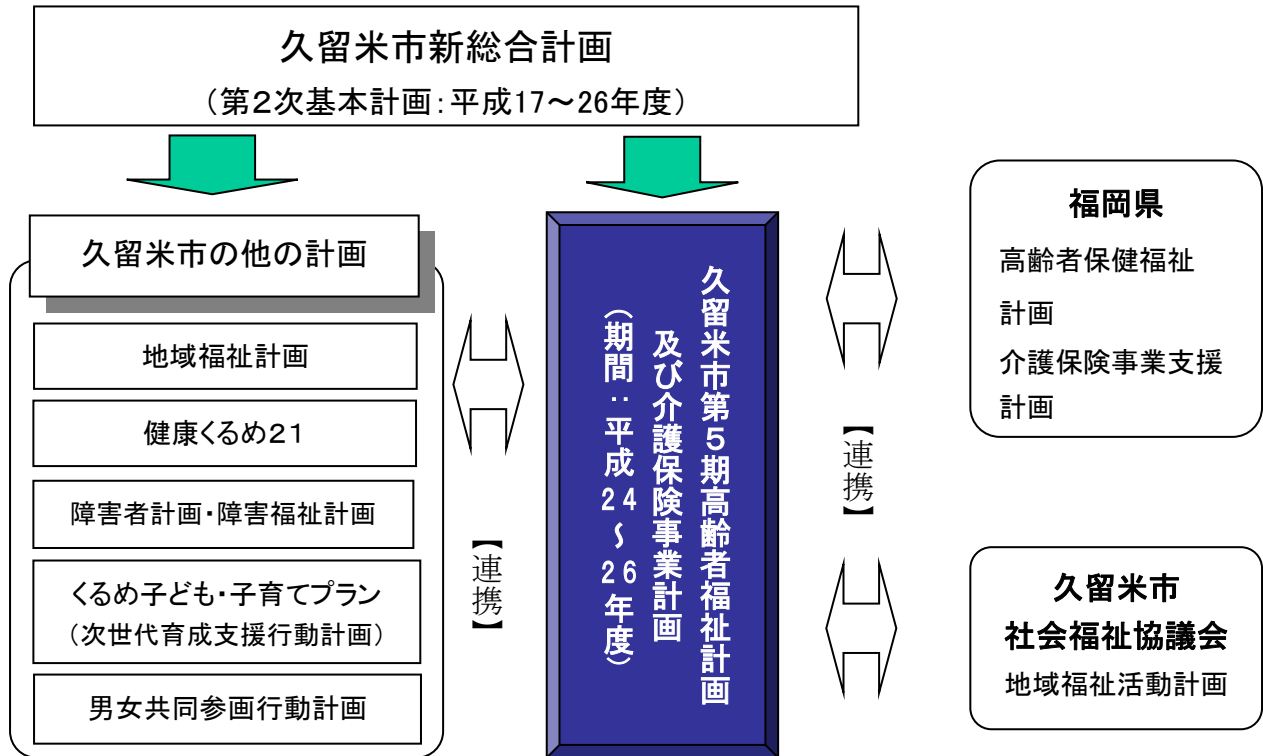 久留米市新総合計画
（第２次基本計画：平成17～26年度）
久留米市の他の計画
地域福祉計画
健康くるめ２１
障害者計画・障害福祉計画
くるめ子ども・子育てプラン
（次世代育成支援行動計画）
男女共同参画行動計画
【連携】
久留米市第５期高齢者福祉計画
及び介護保険事業計画
（期間：平成２４～２６年度）
【連携】
福岡県
高齢者保健福祉
計画
介護保険事業支援
計画
久留米市
社会福祉協議会
地域福祉活動計画